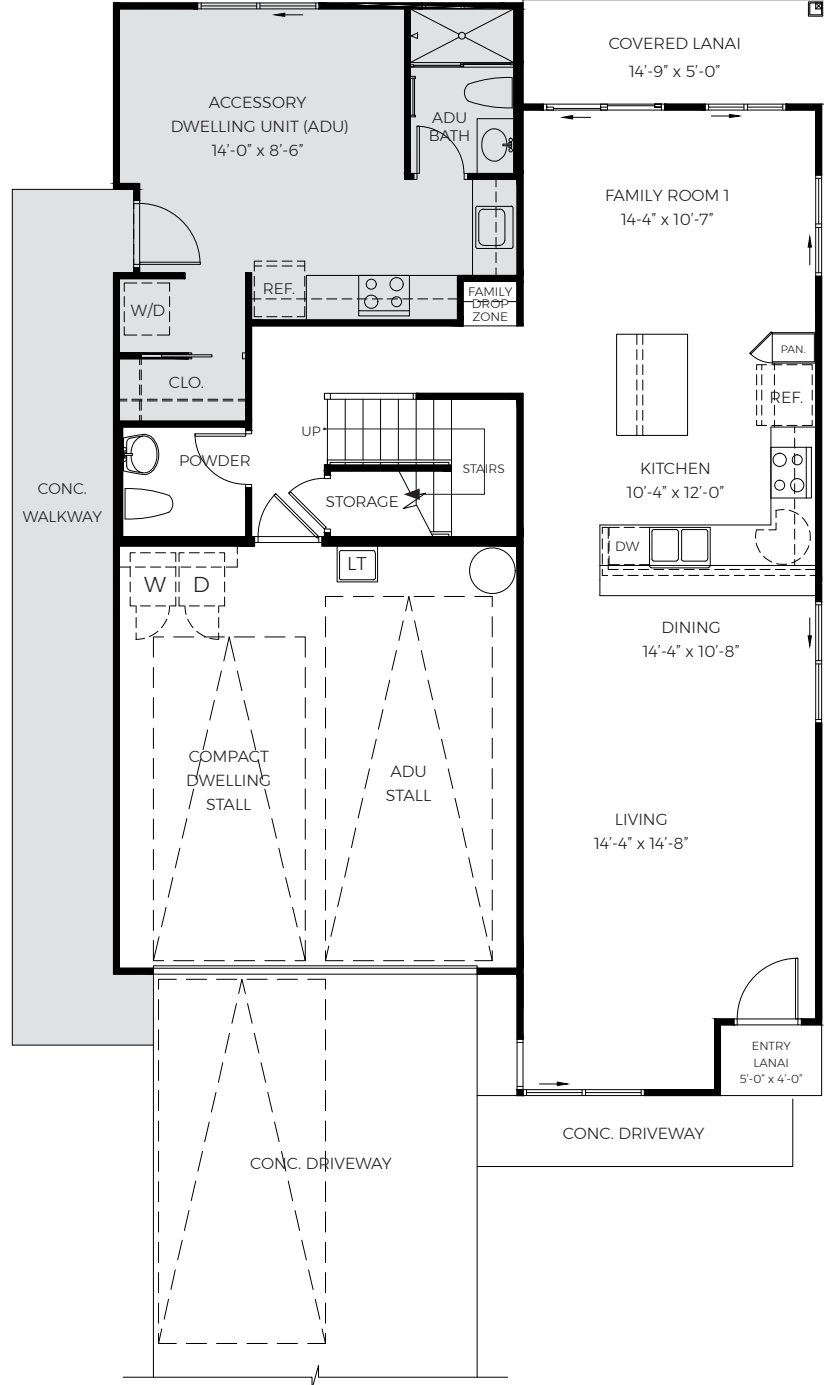 COVERED LANAI
14’-9” x 5’-0”
ACCESSORY
DWELLING UNIT (ADU)
14’-0” x 8’-6”
ADU
BATH
FAMILY ROOM 1
14-4” x 10’-7”
REF.
FAMILY
DROP
ZONE
W/D
CLO.
PAN.
REF.
UP
STAIRS
POWDER
STORAGE
KITCHEN
10’-4” x 12’-0”
CONC.
WALKWAY
DW
LT
W
D
DINING
14’-4” x 10’-8”
COMPACT
DWELLING
STALL
ADU
STALL
LIVING
14’-4” x 14’-8”
ENTRY
LANAI
5’-0” x 4’-0”
CONC. DRIVEWAY
CONC. DRIVEWAY